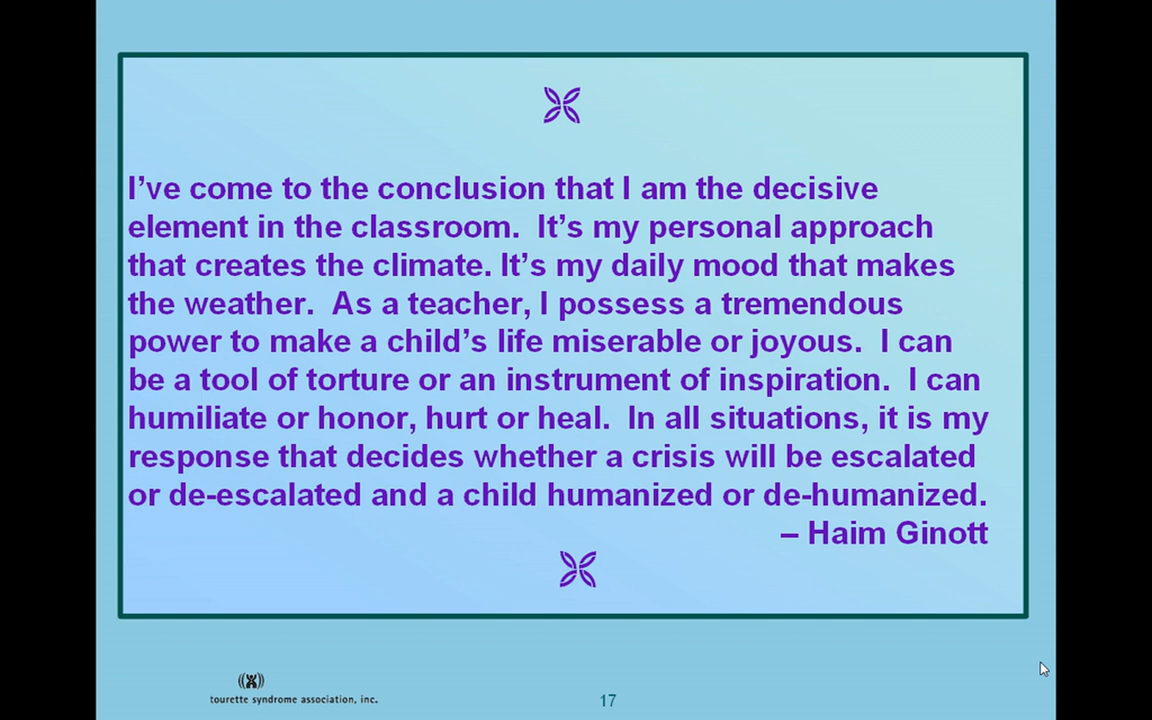 I’ve come to the conclusion that I am the decisive
element in the classroom.  It’s my personal approach
that creates the climate. It’s my daily mood that makes
the weather.  As a teacher, I possess a tremendous
power to make a child’s life miserable or joyous.  I can
be a tool of torture or an instrument of inspiration.  I can
humiliate or honor, hurt or heal.  In all situations, it is my
response that decides whether a crisis will be escalated
or de-escalated and a child humanized or de-humanized.
– Haim Ginott
tourette syndrome association, inc.
17